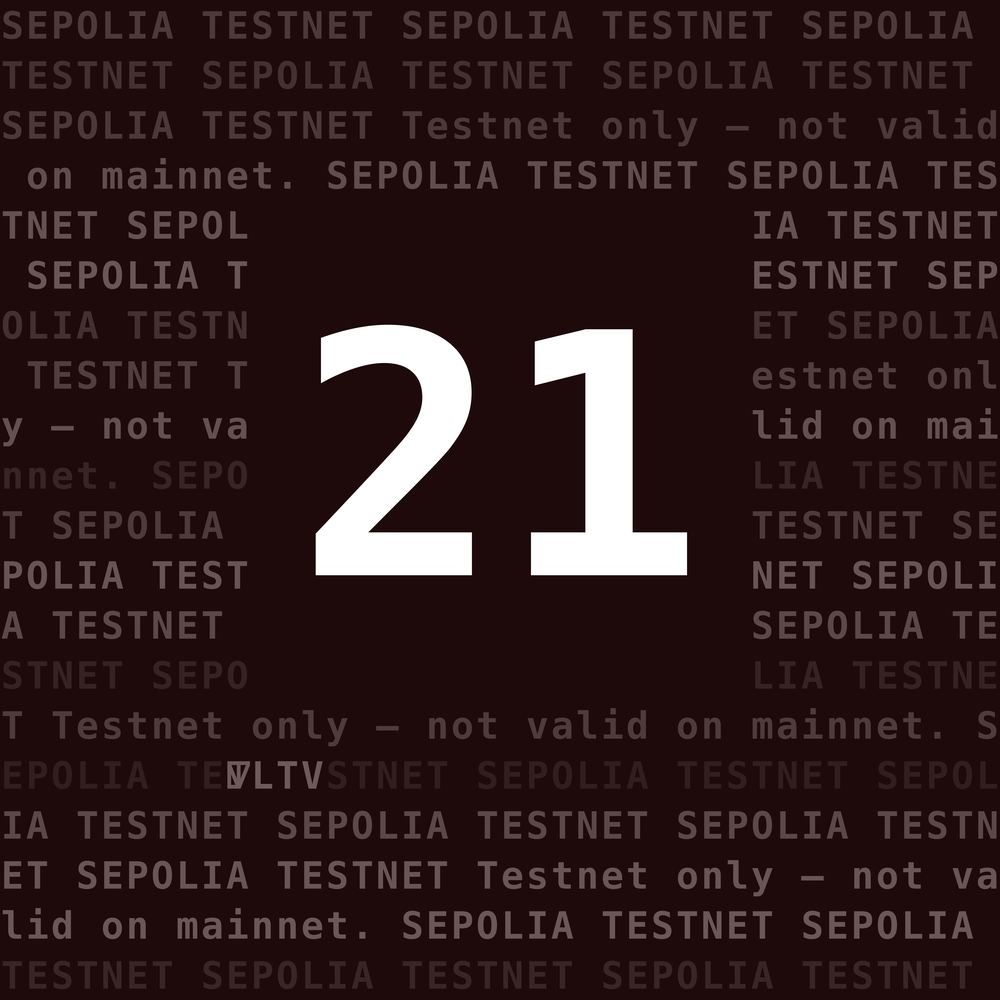 SEPOLIA TESTNET SEPOLIA TESTNET SEPOLIA
TESTNET SEPOLIA TESTNET SEPOLIA TESTNET
SEPOLIA TESTNET Testnet only — not valid
on mainnet. SEPOLIA TESTNET SEPOLIA TES
TNET SEPOL IA TESTNET
SEPOLIA T ESTNET SEP
OLIA TESTN ET SEPOLIA
TESTNET T estnet onl
y — not va lid on mai
nnet. SEPO LIA TESTNE
T SEPOLIA TESTNET SE
POLIA TEST NET SEPOLI
A TESTNET SEPOLIA TE
STNET SEPO LIA TESTNE
21
T Testnet only — not valid on mainnet. S
EPOLIA TE VLTV STNET SEPOLIA TESTNET SEPOL
IA TESTNET SEPOLIA TESTNET SEPOLIA TESTN
ET SEPOLIA TESTNET Testnet only — not va
lid on mainnet. SEPOLIA TESTNET SEPOLIA
TESTNET SEPOLIA TESTNET SEPOLIA TESTNET